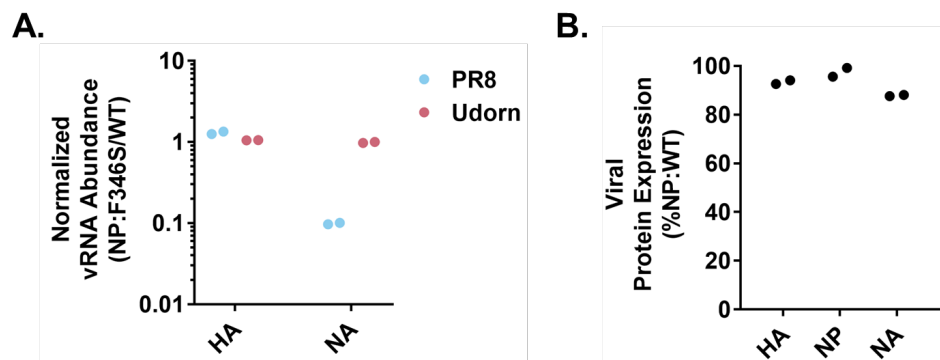 A.
Normalized
vRNA Abundance
(NP:F346S/WT)
10
1
0.1
0.01
HA
NA
PR8
Udorn
B.
Viral
Protein Expression
(%NP:WT)
100
80
60
40
20
0
HA
NP
NA